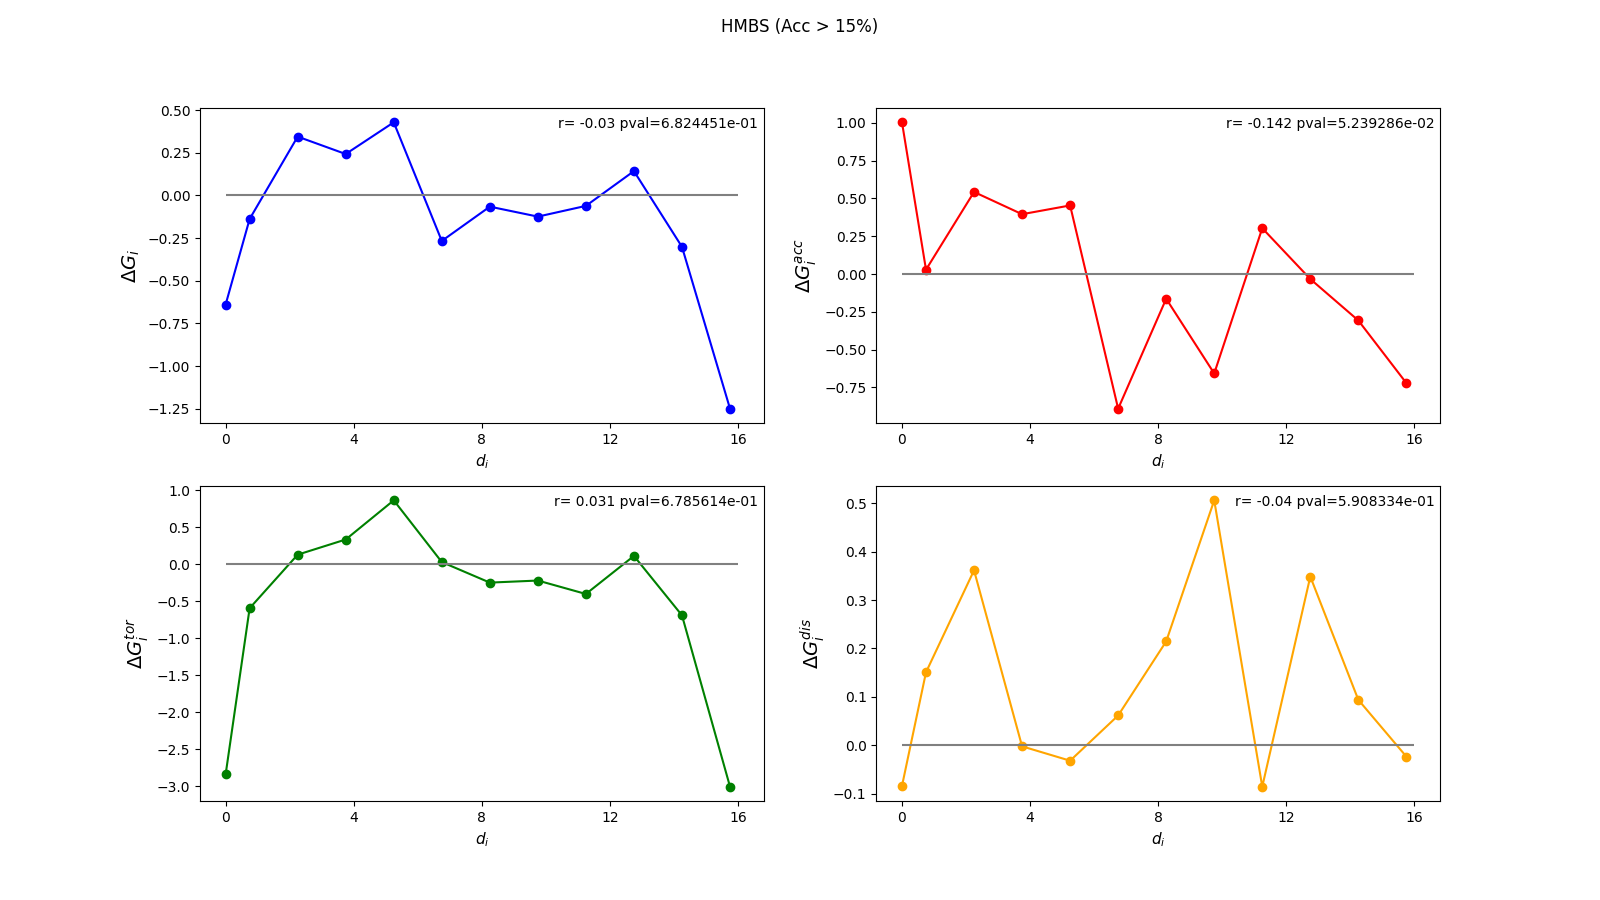 HMBS (Acc > 15%)
r= -0.03 pval=6.824451e-01
ΔG_i
0.50
0.25
0.00
−0.25
−0.50
−0.75
−1.00
−1.25
0 4 8 12 16
d_i
r= -0.142 pval=5.239286e-02
ΔG_i^acc
1.00
0.75
0.50
0.25
0.00
−0.25
−0.50
−0.75
0 4 8 12 16
d_i
r= 0.031 pval=6.785614e-01
ΔG_i^tor
1.0
0.5
0.0
−0.5
−1.0
−1.5
−2.0
−2.5
−3.0
0 4 8 12 16
d_i
r= -0.04 pval=5.908334e-01
ΔG_i^dis
0.5
0.4
0.3
0.2
0.1
0.0
−0.1
0 4 8 12 16
d_i